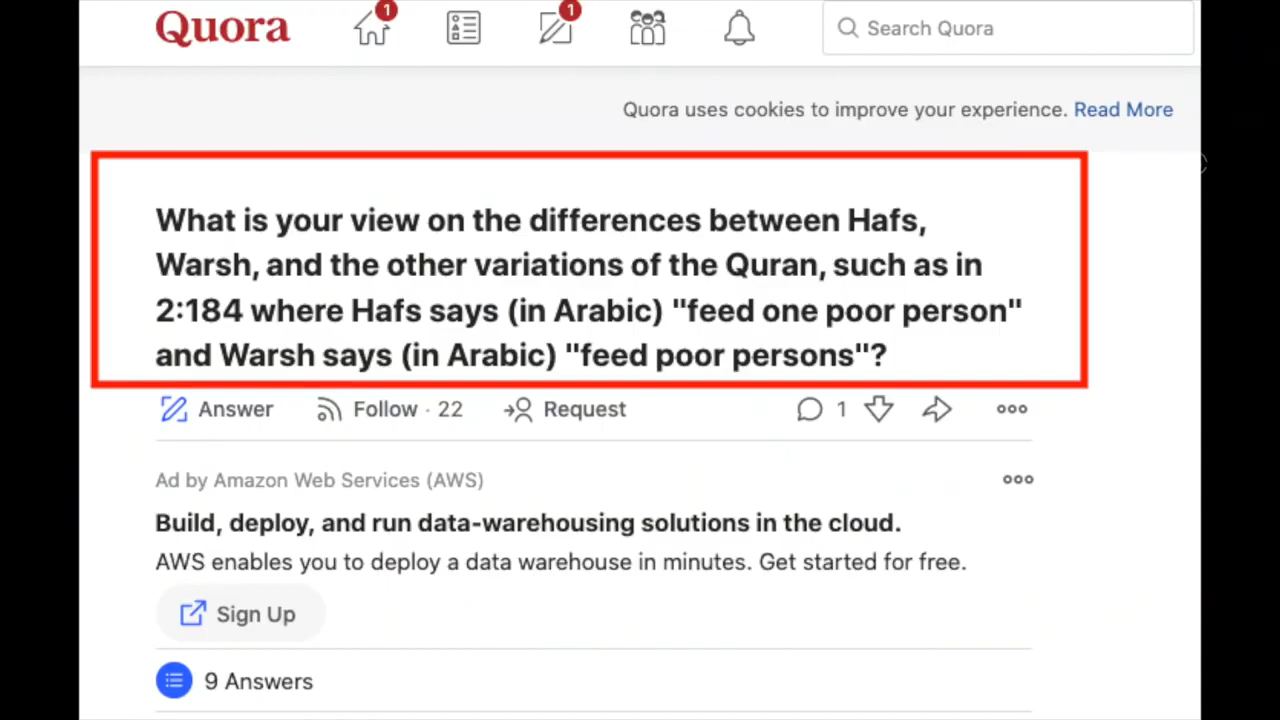 Quora
1
1
Search Quora
Quora uses cookies to improve your experience. Read More
What is your view on the differences between Hafs,
Warsh, and the other variations of the Quran, such as in
2:184 where Hafs says (in Arabic) "feed one poor person"
and Warsh says (in Arabic) "feed poor persons"?
Answer
Follow · 22
Request
1
Ad by Amazon Web Services (AWS)
Build, deploy, and run data-warehousing solutions in the cloud.
AWS enables you to deploy a data warehouse in minutes. Get started for free.
Sign Up
9 Answers